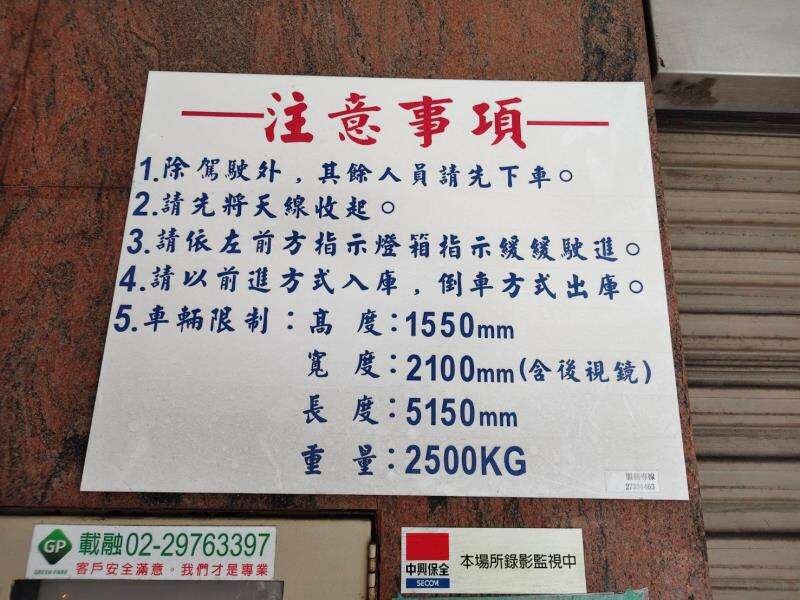 注意事項
1.除駕駛外，其餘人員請先下車。
2.請先將天線收起。
3.請依左前方指示燈箱指示緩緩駛進。
4.請以前進方式入庫，倒車方式出庫。
5.車輛限制：高 度：1550mm
寬 度：2100mm(含後視鏡)
長 度：5150mm
重 量：2500KG
GP
GREEN PARK
載融02-29763397
客戶安全滿意。我們才是專業
中興保全
SECOM
本場所錄影監視中